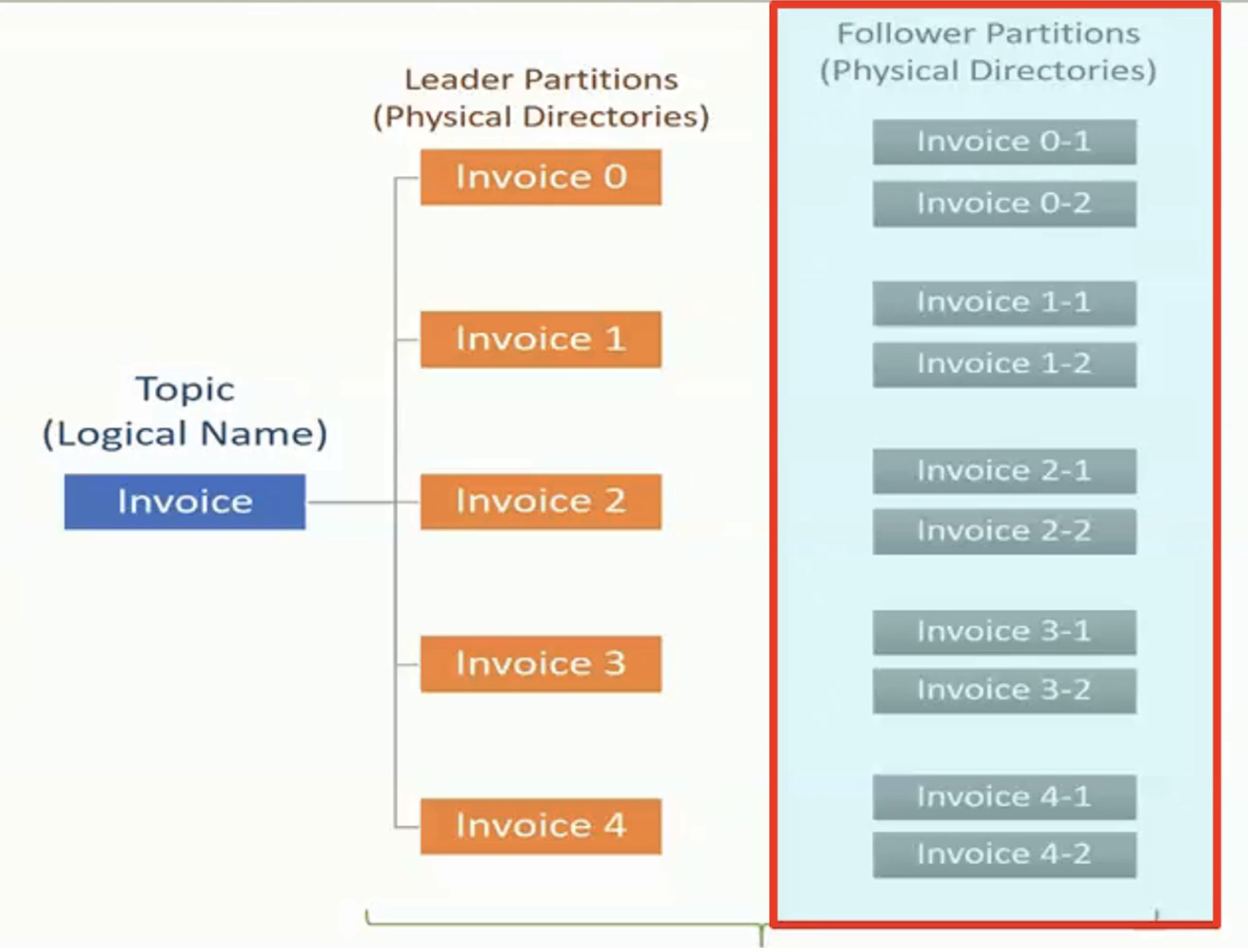 Topic
(Logical Name)
Invoice
Leader Partitions
(Physical Directories)
Invoice 0
Invoice 1
Invoice 2
Invoice 3
Invoice 4
Follower Partitions
(Physical Directories)
Invoice 0-1
Invoice 0-2
Invoice 1-1
Invoice 1-2
Invoice 2-1
Invoice 2-2
Invoice 3-1
Invoice 3-2
Invoice 4-1
Invoice 4-2